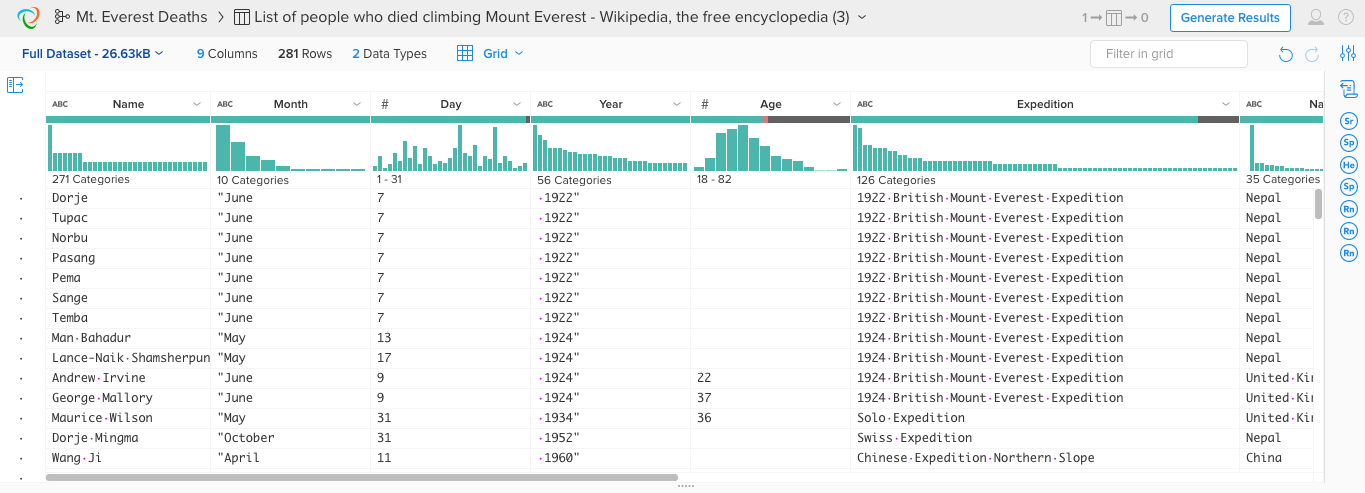 Mt. Everest Deaths > List of people who died climbing Mount Everest - Wikipedia, the free encyclopedia (3) 1 → → 0 Generate Results ?
Full Dataset - 26.63kB 9 Columns 281 Rows 2 Data Types Grid Filter in grid
ABC Name ABC Month # Day ABC Year # Age ABC Expedition ABC Na
271 Categories 10 Categories 1 - 31 56 Categories 18 - 82 126 Categories 35 Categories
Dorje "June 7 ·1922" 1922·British·Mount·Everest·Expedition Nepal
Tupac "June 7 ·1922" 1922·British·Mount·Everest·Expedition Nepal
Norbu "June 7 ·1922" 1922·British·Mount·Everest·Expedition Nepal
Pasang "June 7 ·1922" 1922·British·Mount·Everest·Expedition Nepal
Pema "June 7 ·1922" 1922·British·Mount·Everest·Expedition Nepal
Sange "June 7 ·1922" 1922·British·Mount·Everest·Expedition Nepal
Temba "June 7 ·1922" 1922·British·Mount·Everest·Expedition Nepal
Man·Bahadur "May 13 ·1924" 1924·British·Mount·Everest·Expedition Nepal
Lance-Naik·Shamsherpun "May 17 ·1924" 1924·British·Mount·Everest·Expedition Nepal
Andrew·Irvine "June 9 ·1924" 22 1924·British·Mount·Everest·Expedition United·Ki
George·Mallory "June 9 ·1924" 37 1924·British·Mount·Everest·Expedition United·Ki
Maurice·Wilson "May 31 ·1934" 36 Solo·Expedition United·Ki
Dorje·Mingma "October 31 ·1952" Swiss·Expedition Nepal
Wang·Ji "April 11 ·1960" Chinese·Expedition·Northern·Slope China
Sr
Sp
He
Sp
Rn
Rn
Rn